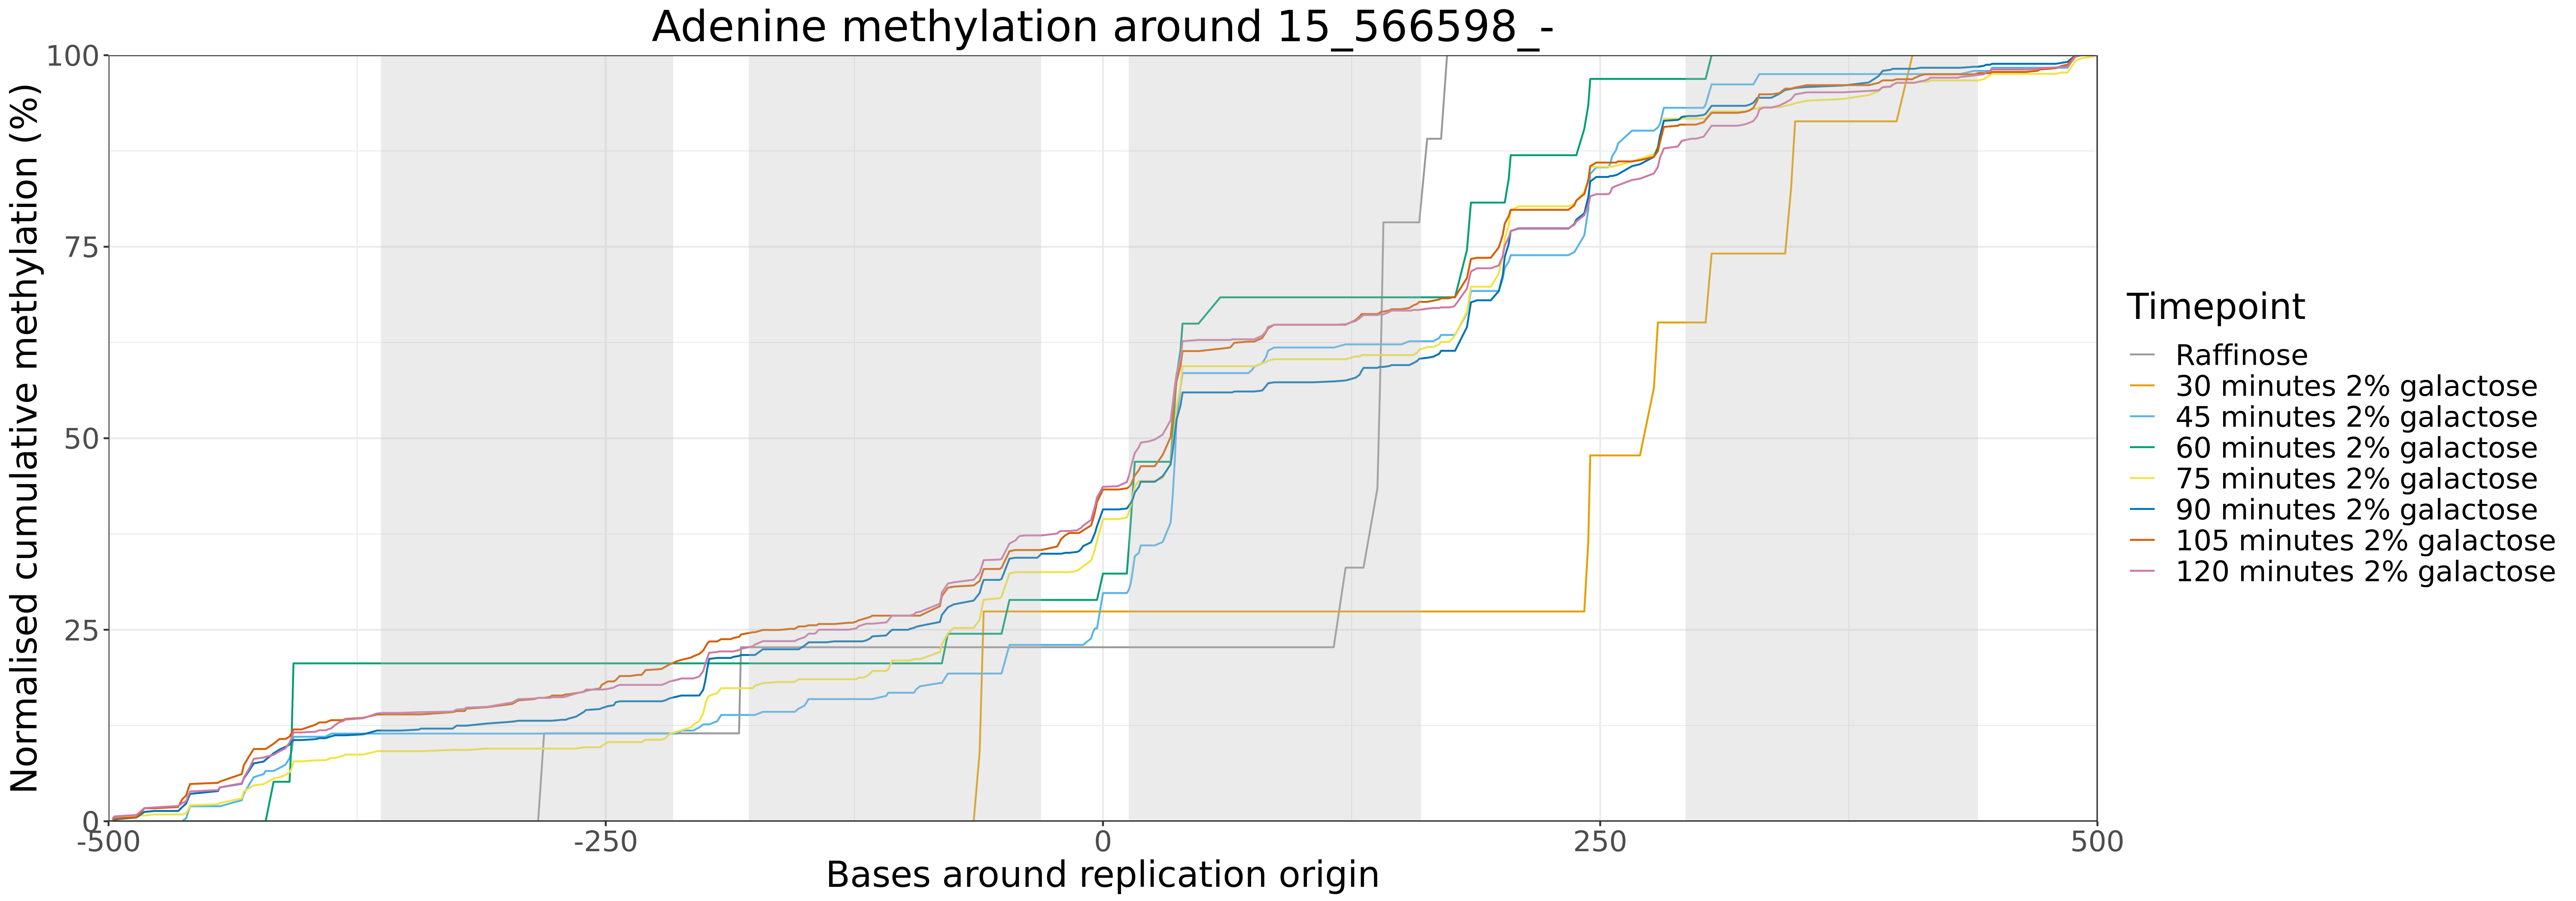 Adenine methylation around 15_566598_-
Normalised cumulative methylation (%)
100
75
50
25
0
-500
-250
0
250
500
Bases around replication origin
Timepoint
Raffinose
30 minutes 2% galactose
45 minutes 2% galactose
60 minutes 2% galactose
75 minutes 2% galactose
90 minutes 2% galactose
105 minutes 2% galactose
120 minutes 2% galactose